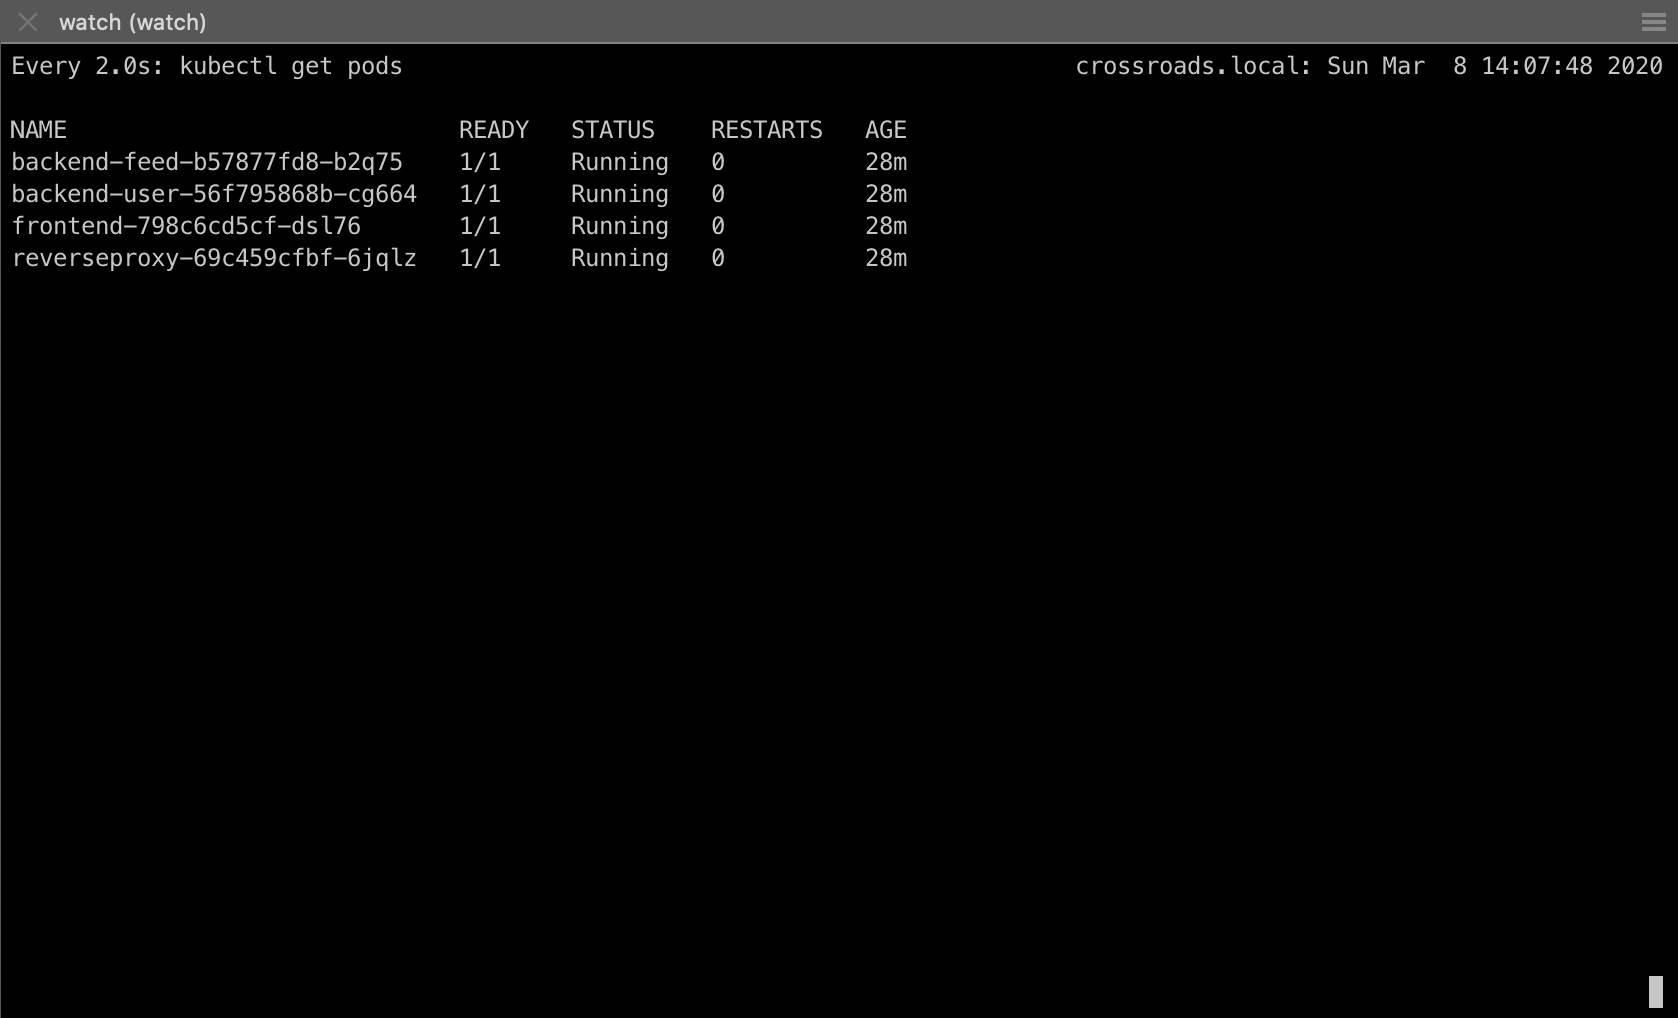 watch (watch)
Every 2.0s: kubectl get pods crossroads.local: Sun Mar  8 14:07:48 2020
NAME READY STATUS RESTARTS AGE
backend-feed-b57877fd8-b2q75 1/1 Running 0 28m
backend-user-56f795868b-cg664 1/1 Running 0 28m
frontend-798c6cd5cf-dsl76 1/1 Running 0 28m
reverseproxy-69c459cfbf-6jqlz 1/1 Running 0 28m